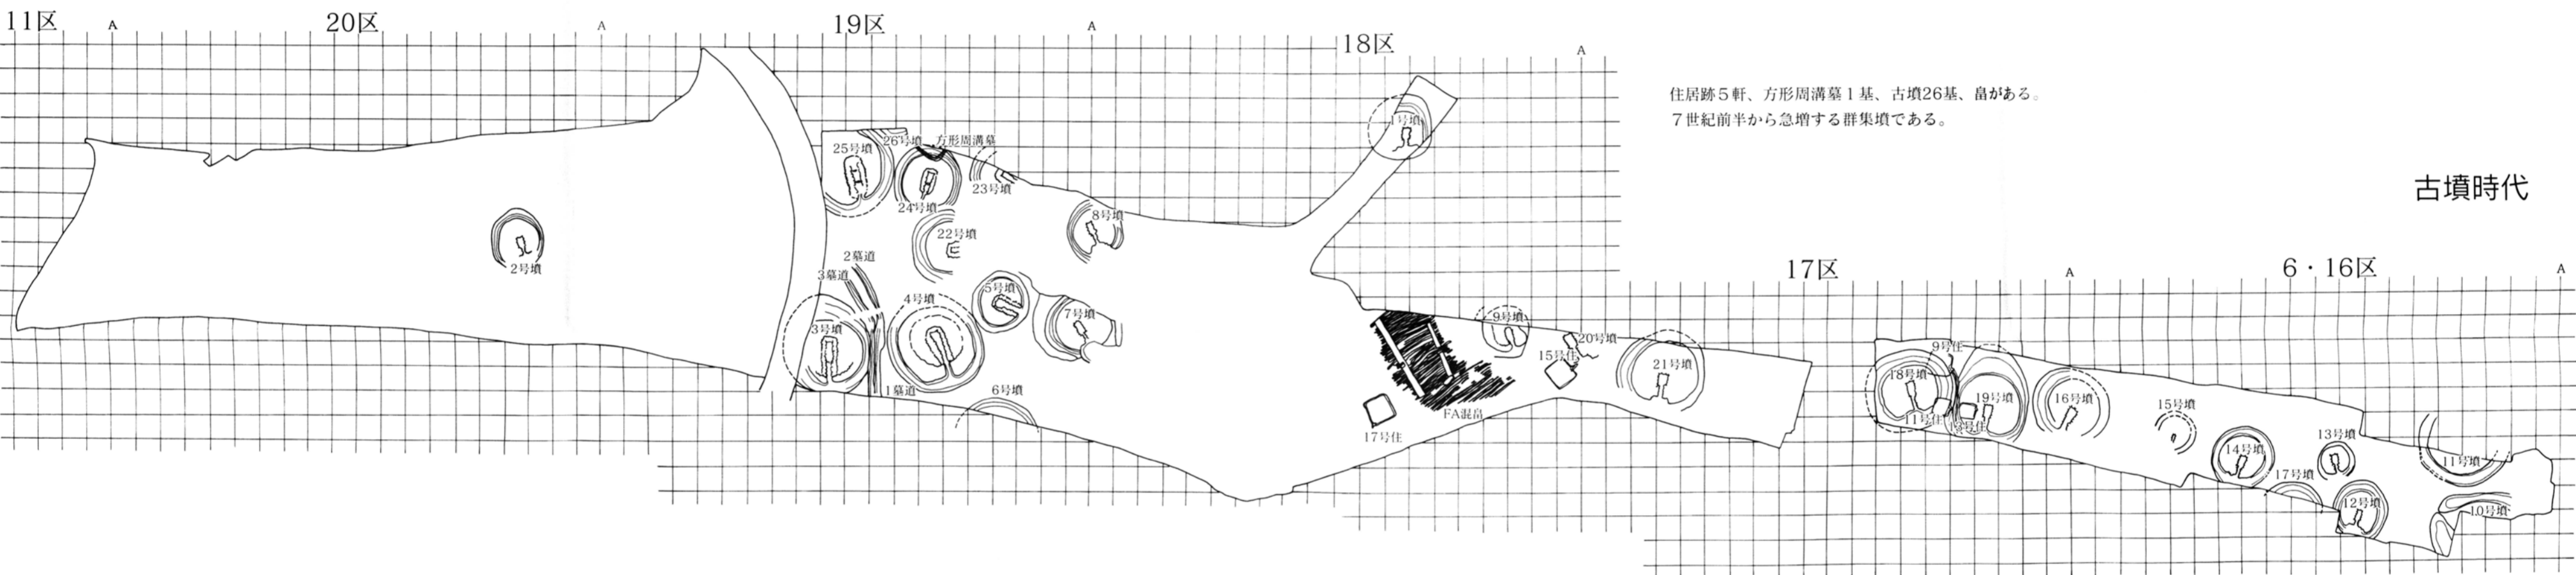 11区
A
20区
A
19区
A
18区
A
住居跡５軒、方形周溝墓１基、古墳26基、畠がある。
７世紀前半から急増する群集墳である。
古墳時代
17区
A
6・16区
A
1号墳
25号墳
26号墳
方形周溝墓
23号墳
24号墳
8号墳
22号墳
2号墳
2墓道
3墓道
4号墳
5号墳
7号墳
3号墳
1墓道
6号墳
9号墳
20号墳
15号住
21号墳
FA混畠
17号住
9号住
18号墳
19号墳
11号住
16号墳
15号墳
14号墳
13号墳
17号墳
11号墳
12号墳
10号墳